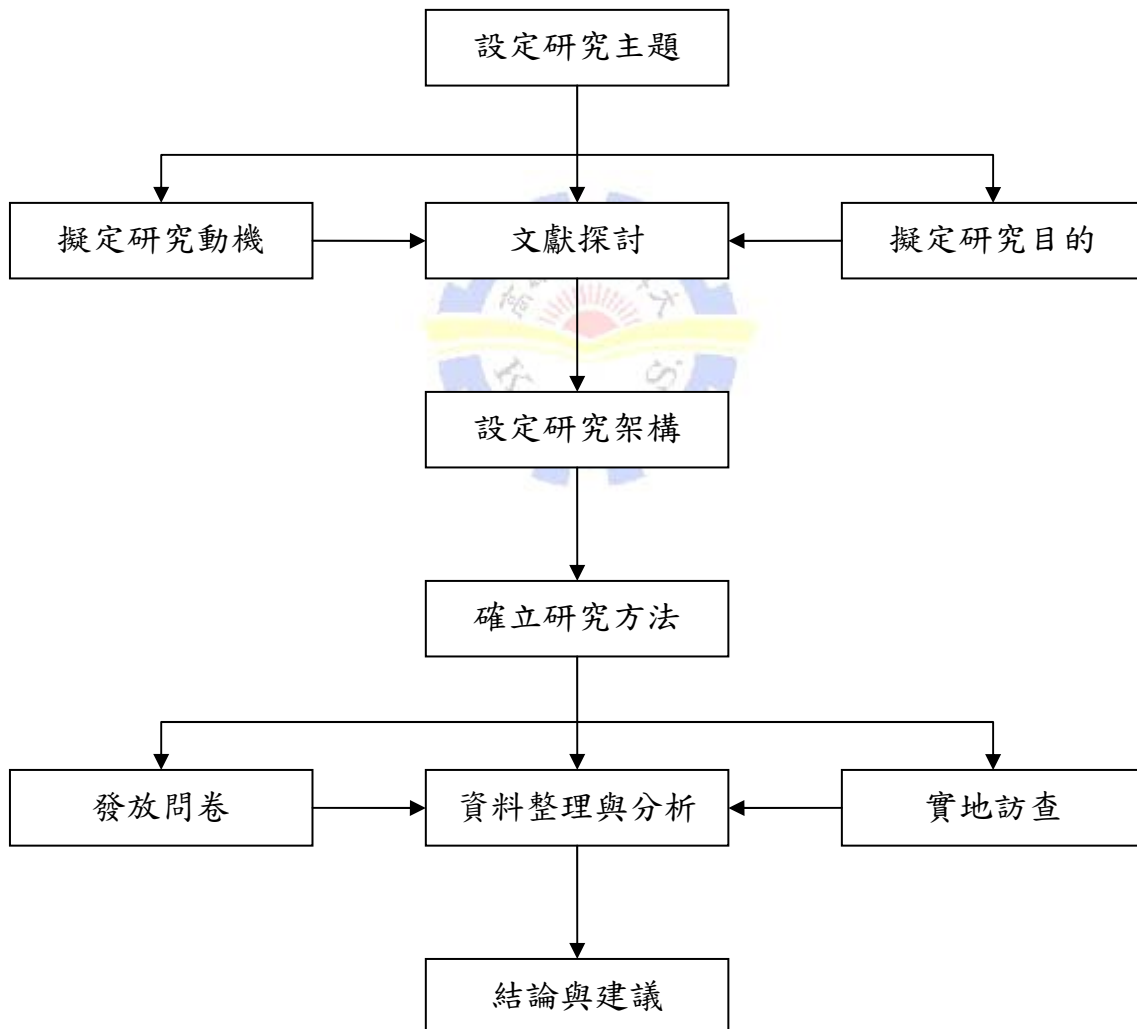 設定研究主題
擬定研究動機
文獻探討
擬定研究目的
大
K
S
設定研究架構
確立研究方法
發放問卷
資料整理與分析
實地訪查
結論與建議